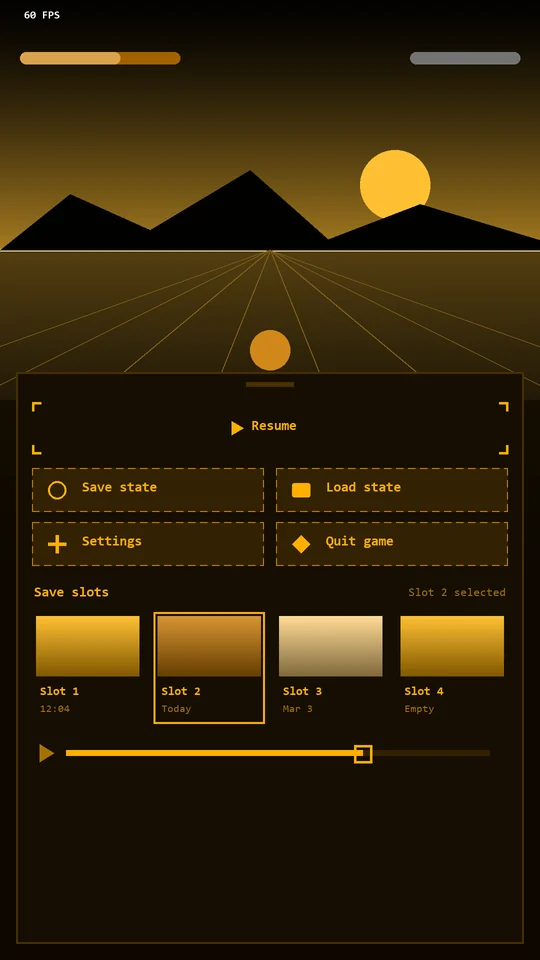 60 FPS
Resume
Save state
Load state
Settings
Quit game
Save slots
Slot 2 selected
Slot 1
12:04
Slot 2
Today
Slot 3
Mar 3
Slot 4
Empty